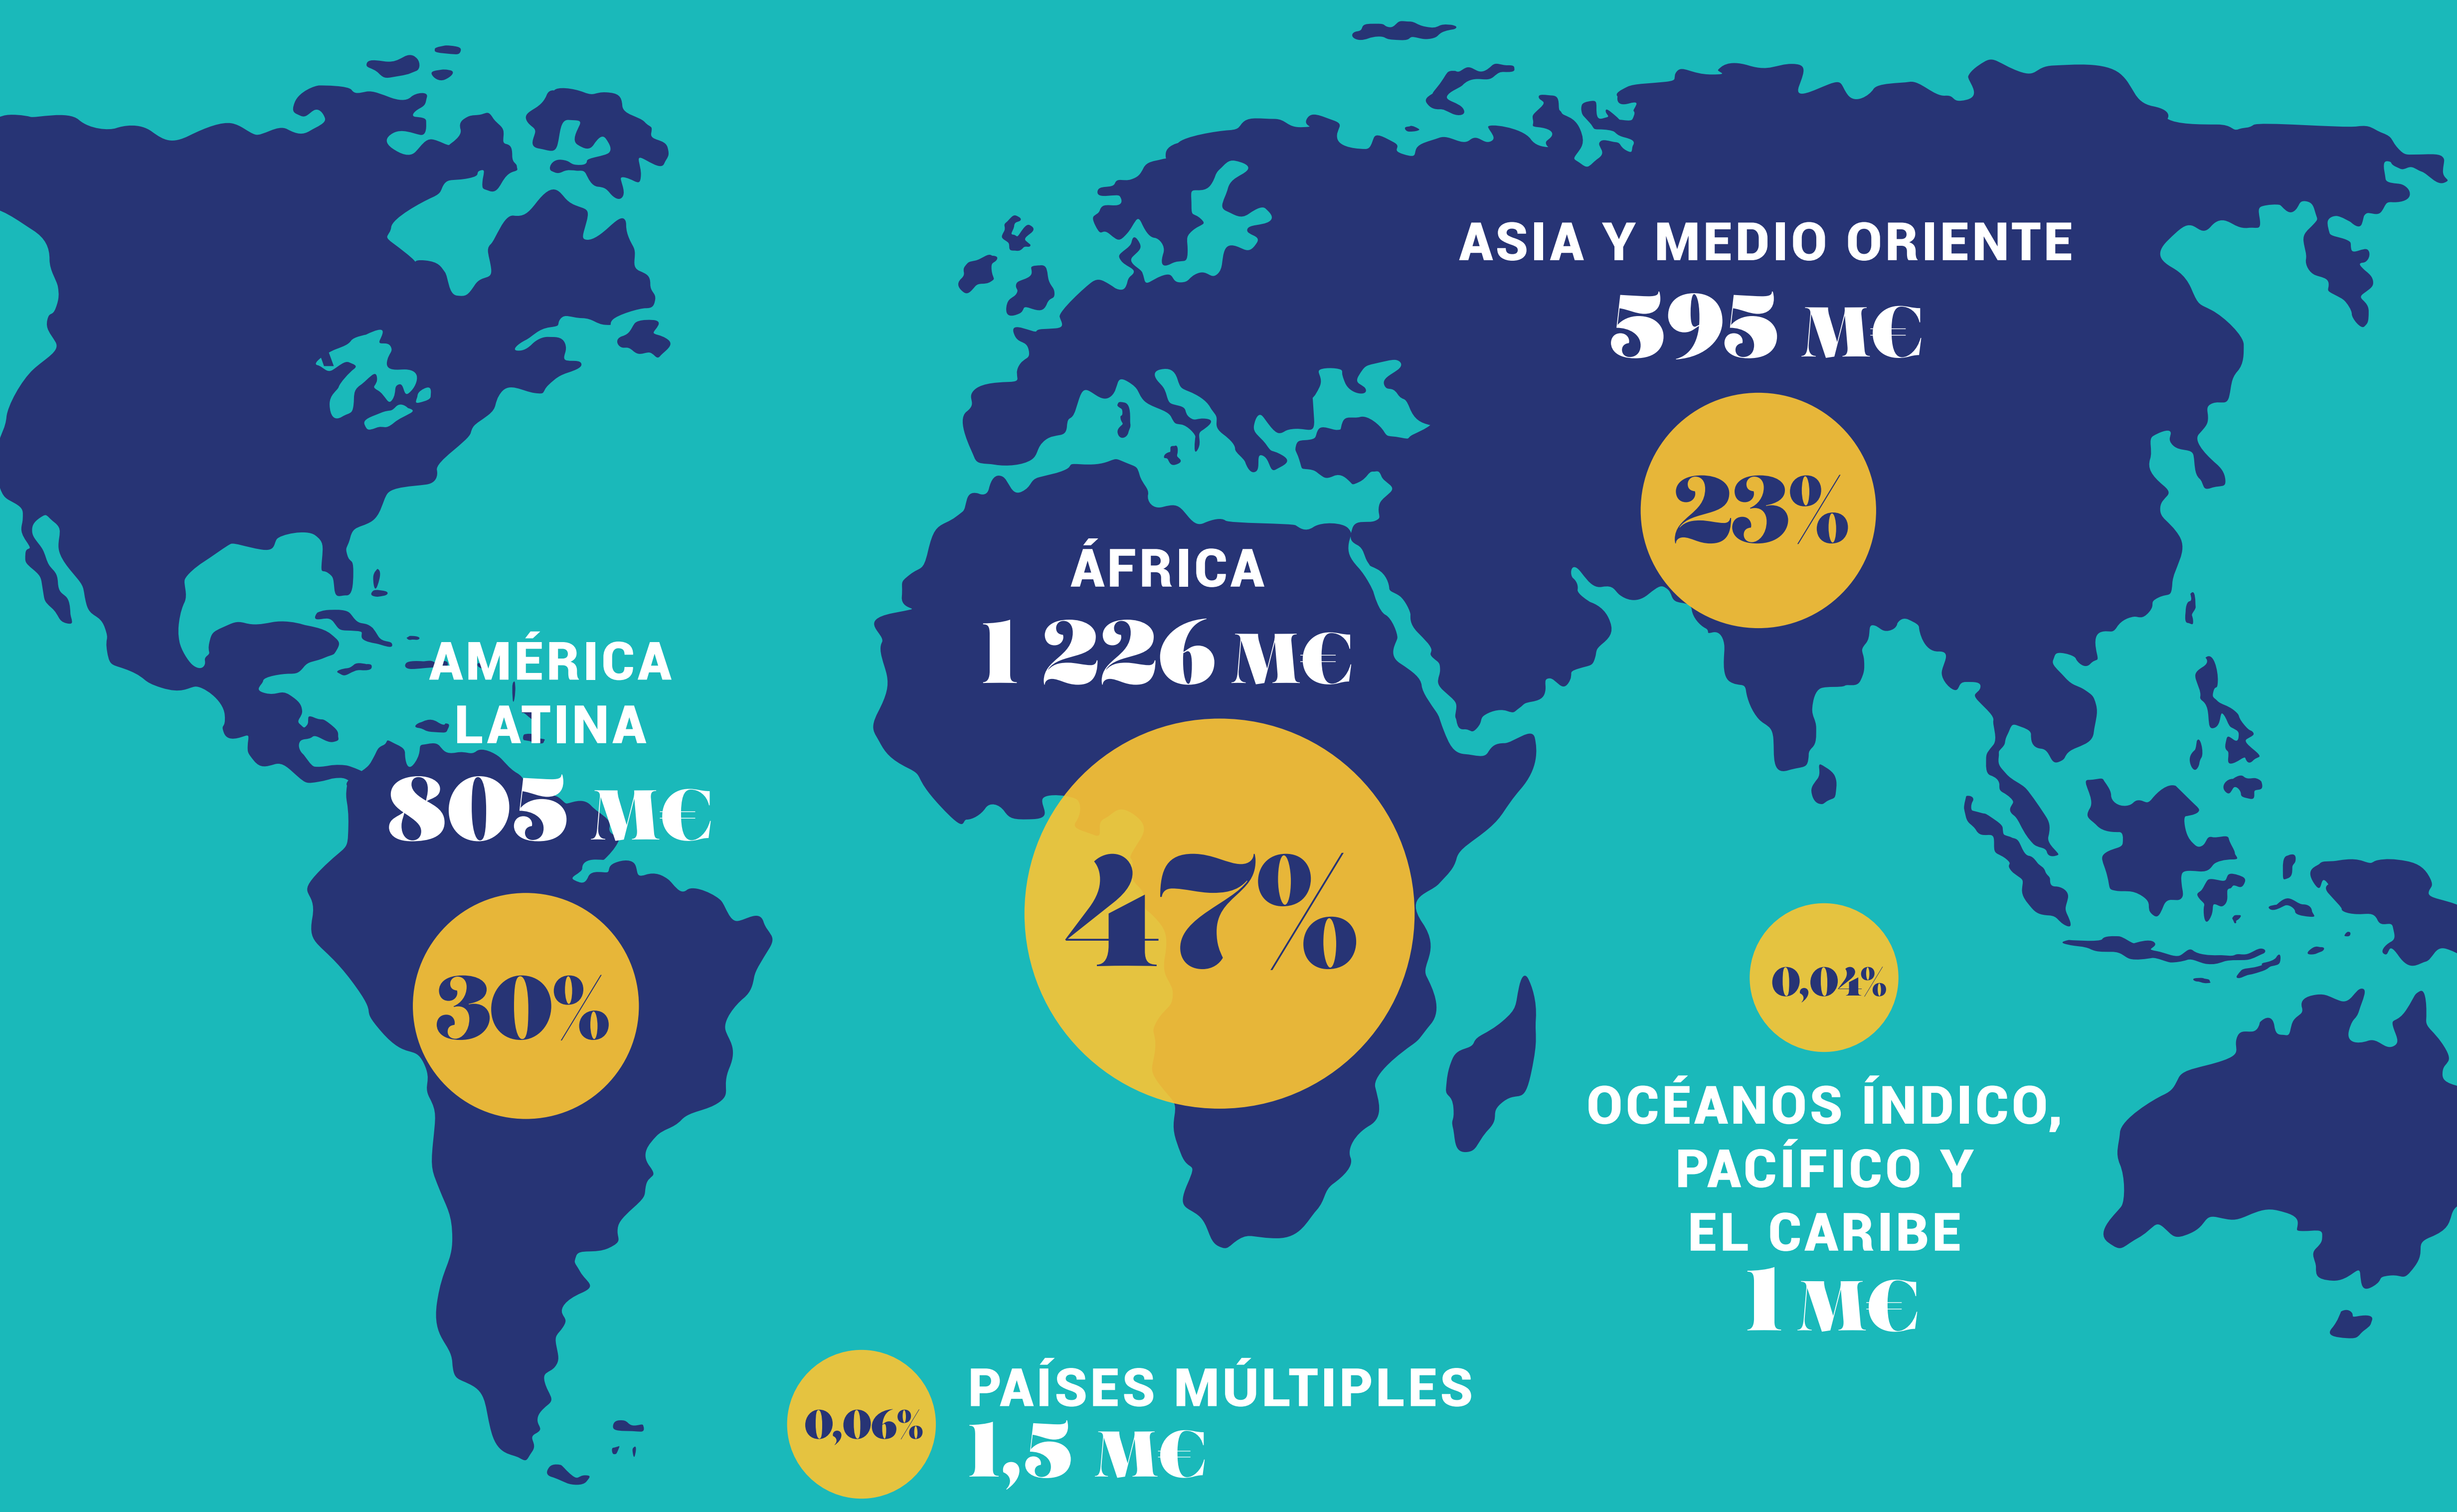 ASIA Y MEDIO ORIENTE
595 M€
23%
ÁFRICA
1 226 M€
47%
AMÉRICA
LATINA
805 M€
30%
0,04%
OCÉANOS ÍNDICO,
PACÍFICO Y
EL CARIBE
1 M€
0,06%
PAÍSES MÚLTIPLES
1,5 M€